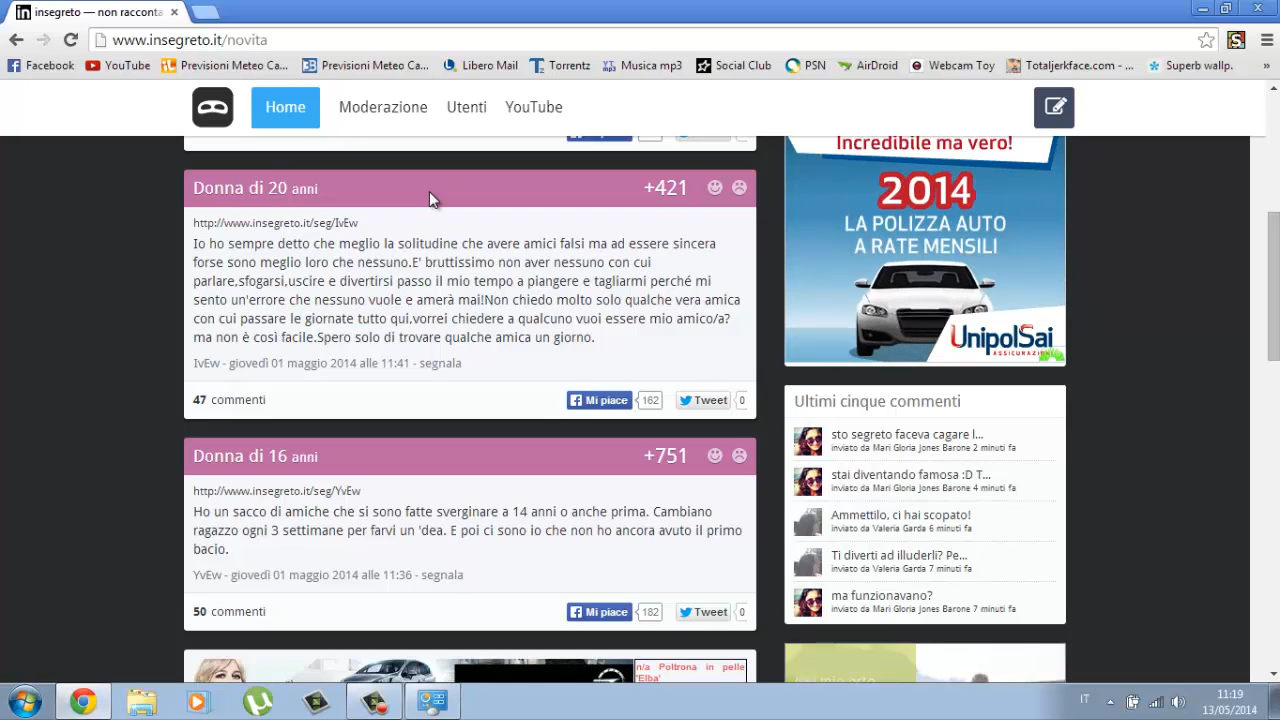 insegreto — non racconta
www.insegreto.it/novita
Facebook YouTube Previsioni Meteo Ca... Previsioni Meteo Ca... Libero Mail Torrentz Musica mp3 Social Club PSN AirDroid Webcam Toy Totaljerkface.com - ... Superb wallp. »
Home Moderazione Utenti YouTube
Donna di 20 anni +421
http://www.insegreto.it/seg/IvEw
Io ho sempre detto che meglio la solitudine che avere amici falsi ma ad essere sincera
forse sono meglio loro che nessuno.E' bruttissimo non aver nessuno con cui
parlare,sfogarsi,uscire e divertirsi passo il mio tempo a piangere e tagliarmi perché mi
sento un'errore che nessuno vuole e amerà mai!Non chiedo molto solo qualche vera amica
con cui passare le giornate tutto qui,vorrei chiedere a qualcuno vuoi essere mio amico/a?
ma non è così facile.Spero solo di trovare qualche amica un giorno.
IvEw - giovedì 01 maggio 2014 alle 11:41 - segnala
47 commenti Mi piace 162 Tweet 0
Donna di 16 anni +751
http://www.insegreto.it/seg/YvEw
Ho un sacco di amiche che si sono fatte sverginare a 14 anni o anche prima. Cambiano
ragazzo ogni 3 settimane per farvi un 'dea. E poi ci sono io che non ho ancora avuto il primo
bacio.
YvEw - giovedì 01 maggio 2014 alle 11:36 - segnala
50 commenti Mi piace 182 Tweet 0
n/a Poltrona in pelle
'Elba'
Incredibile ma vero!
2014
LA POLIZZA AUTO
A RATE MENSILI
UnipolSai
ASSICURAZIONI
Ultimi cinque commenti
sto segreto faceva cagare l...
inviato da Mari Gloria Jones Barone 2 minuti fa
stai diventando famosa :D T...
inviato da Mari Gloria Jones Barone 4 minuti fa
Ammettilo, ci hai scopato!
inviato da Valeria Garda 6 minuti fa
Ti diverti ad illuderli? Pe...
inviato da Valeria Garda 7 minuti fa
ma funzionavano?
inviato da Mari Gloria Jones Barone 7 minuti fa
IT
11:19
13/05/2014